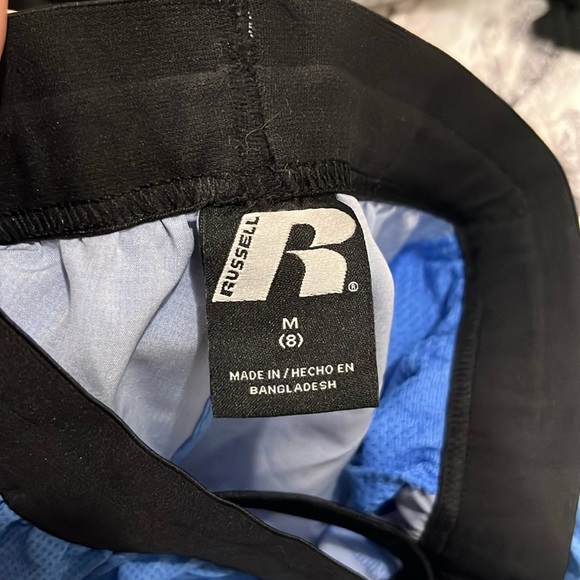 RUSSELL
R
®
M
(8)
MADE IN / HECHO EN
BANGLADESH